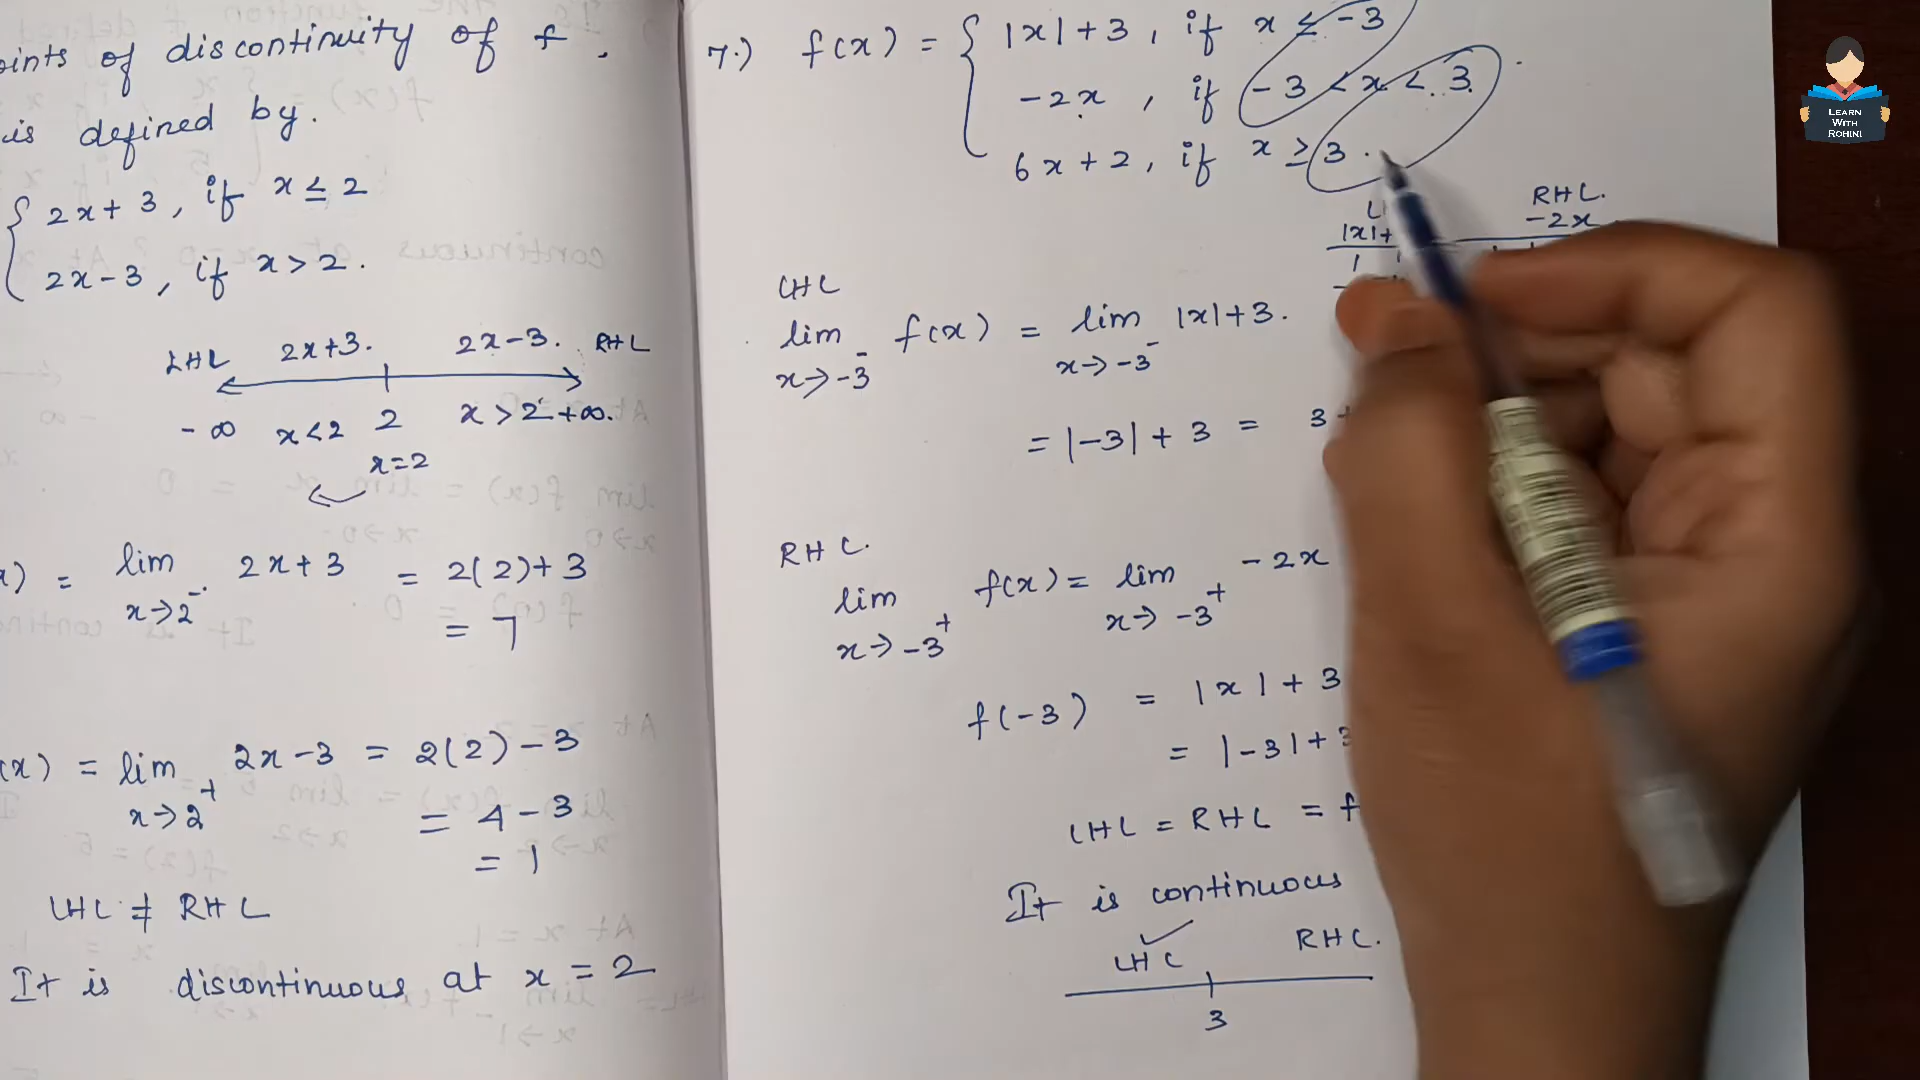 oints of discontinuity of f.
is defined by.
2x+3, if x ≤ 2
2x-3, if x > 2.
LHL 2x+3. 2x-3. RHL
-∞ x<2 2 x>2 +∞.
x=2
x) = lim x→2⁻ 2x+3 = 2(2)+3
= 7
(x) = lim x→2⁺ 2x-3 = 2(2)-3
= 4-3
= 1
LHL ≠ RHL
It is discontinuous at x = 2
7.) f(x) = { |x|+3, if x ≤ -3
-2x, if -3 < x < 3
6x+2, if x ≥ 3.
RHL.
|x|+ -2x
LHL
lim x→-3⁻ f(x) = lim x→-3⁻ |x|+3.
= |-3|+3 = 3+
RHL.
lim x→-3⁺ f(x) = lim x→-3⁺ -2x
f(-3) = |x|+3
= |-3|+3
LHL = RHL = f
It is continuous
LHL RHL.
3
LEARN
WITH
ROHINI